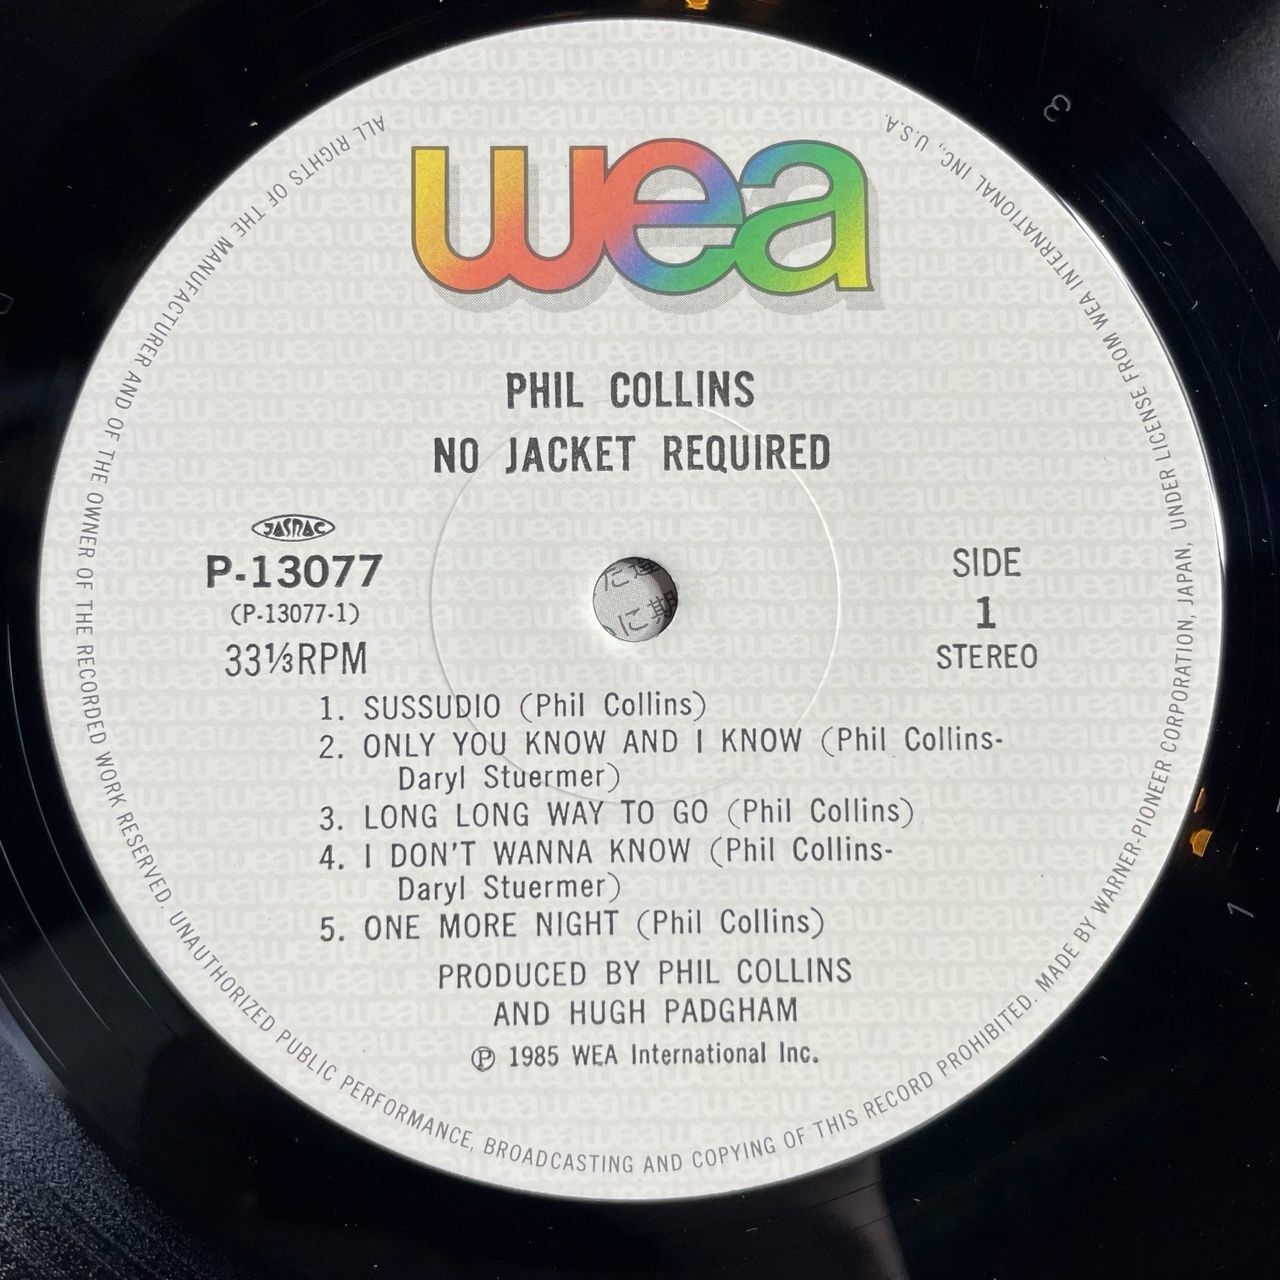 wea
PHIL COLLINS
NO JACKET REQUIRED
JASRAC
P-13077
(P-13077-1)
33⅓RPM
SIDE
1
STEREO
1. SUSSUDIO (Phil Collins)
2. ONLY YOU KNOW AND I KNOW (Phil Collins-
Daryl Stuermer)
3. LONG LONG WAY TO GO (Phil Collins)
4. I DON'T WANNA KNOW (Phil Collins-
Daryl Stuermer)
5. ONE MORE NIGHT (Phil Collins)
PRODUCED BY PHIL COLLINS
AND HUGH PADGHAM
Ⓟ 1985 WEA International Inc.
ALL RIGHTS OF THE MANUFACTURER AND OF THE OWNER OF THE RECORDED WORK RESERVED. UNAUTHORIZED PUBLIC PERFORMANCE, BROADCASTING AND COPYING OF THIS RECORD PROHIBITED. MADE BY WARNER-PIONEER CORPORATION, JAPAN, UNDER LICENSE FROM WEA INTERNATIONAL INC., U.S.A.
3
1